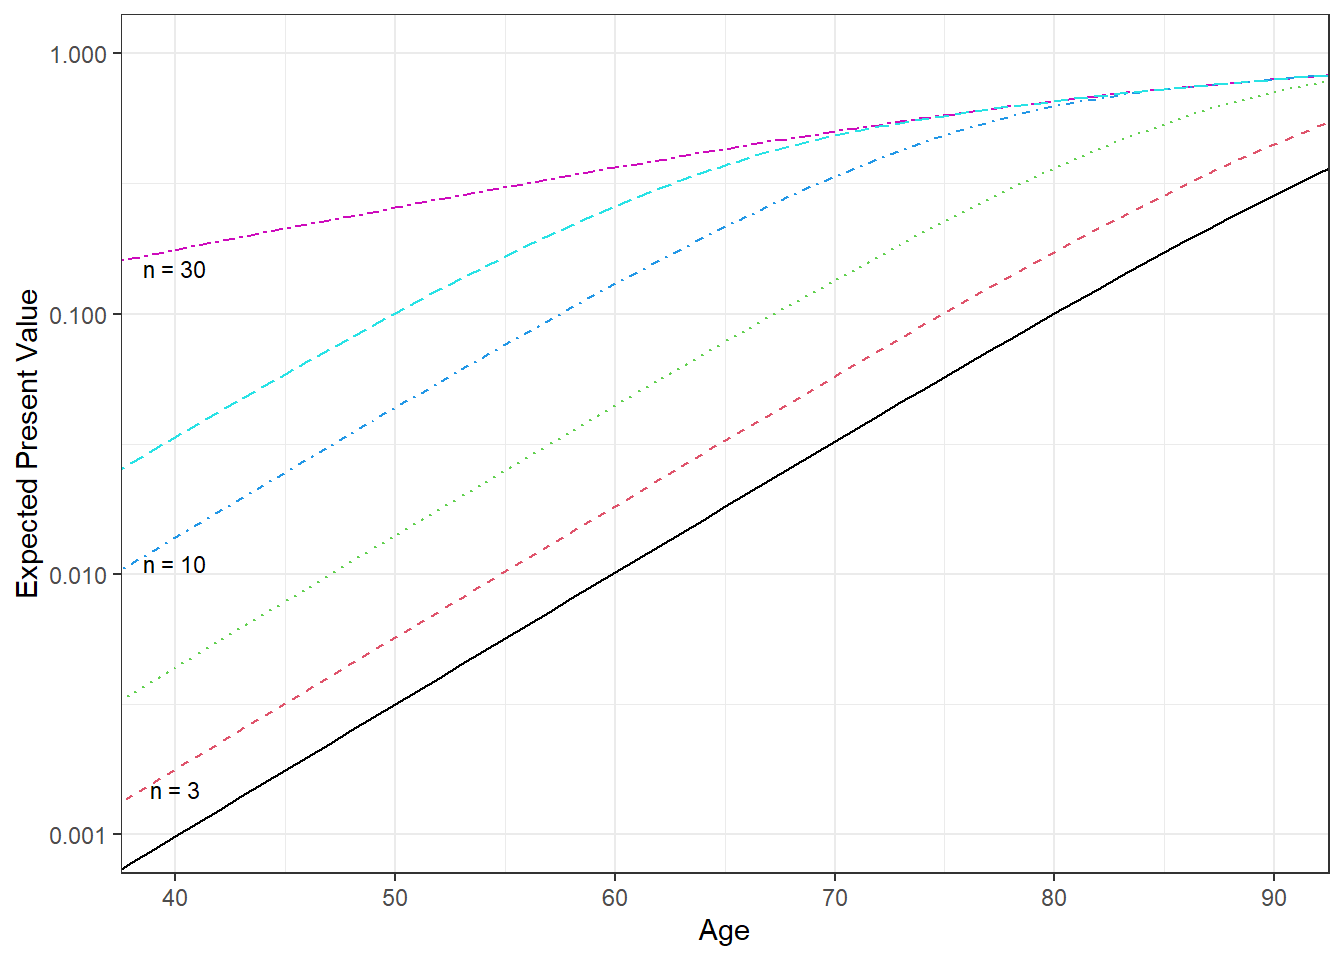 1.000
0.100
0.010
0.001
Expected Present Value
n = 30
n = 10
n = 3
40 50 60 70 80 90
Age